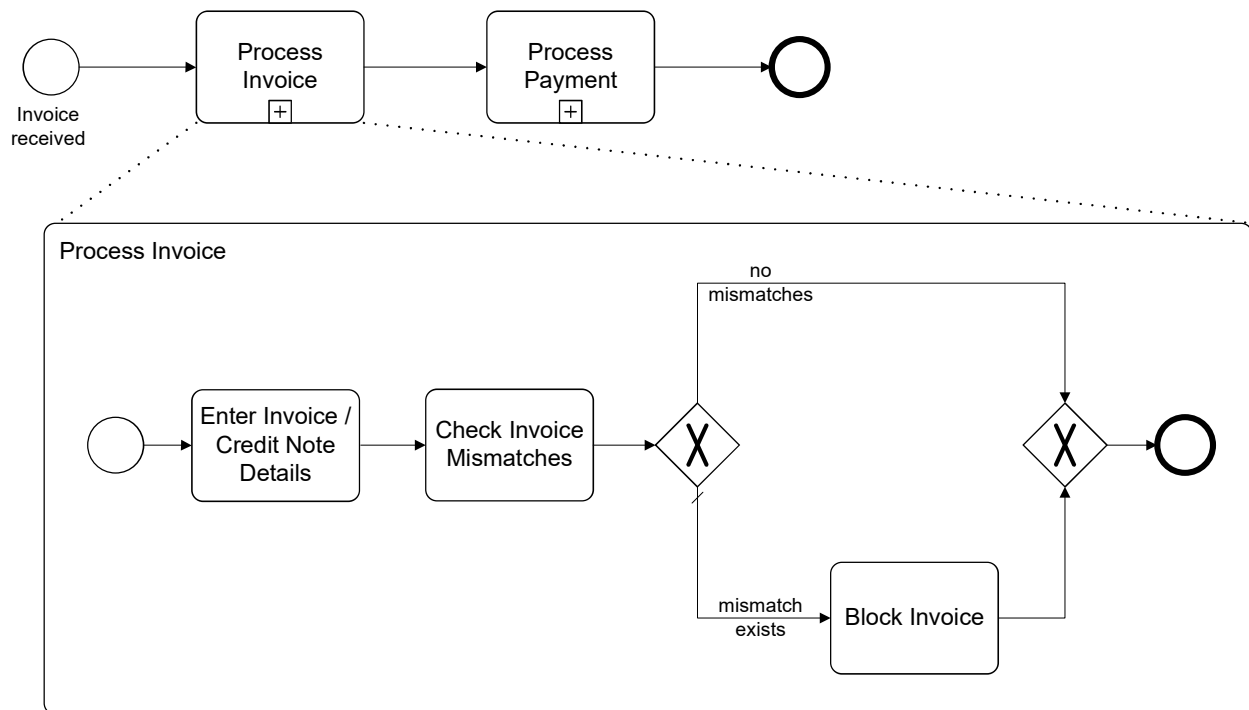 Process
Invoice
Process
Payment
Invoice
received
Process Invoice
no
mismatches
Enter Invoice /
Credit Note
Details
Check Invoice
Mismatches
mismatch
exists
Block Invoice